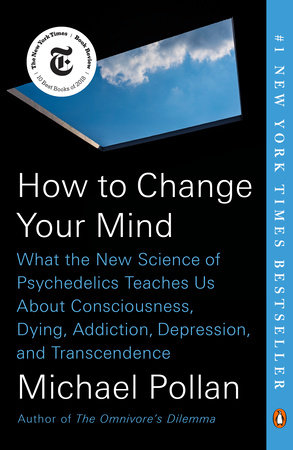 The New York Times
Book Review
10 Best Books of 2018
How to Change
Your Mind
What the New Science of
Psychedelics Teaches Us
About Consciousness,
Dying, Addiction, Depression,
and Transcendence
Michael Pollan
Author of The Omnivore's Dilemma
#1 NEW YORK TIMES BESTSELLER